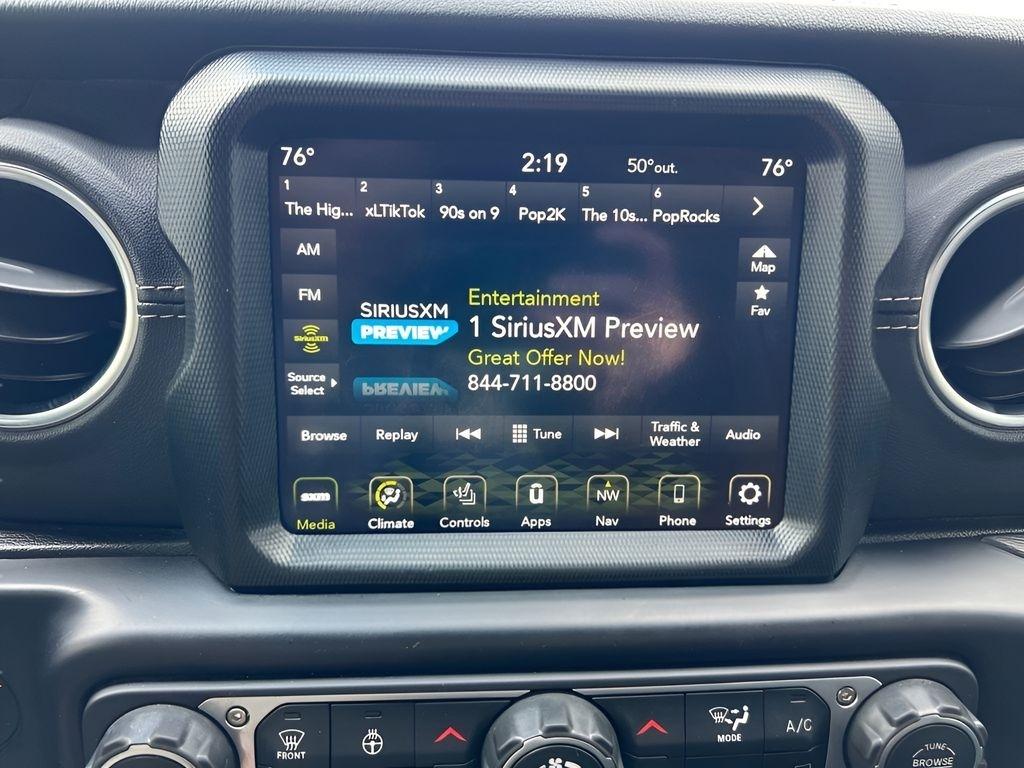 76° 2:19 50°out. 76°
1 2 3 4 5 6
The Hig... xLTikTok 90s on 9 Pop2K The 10s... PopRocks
AM
Map
FM
Fav
SIRIUSXM
PREVIEW
Entertainment
1 SiriusXM Preview
Great Offer Now!
844-711-8800
SiriusXM
Source
Select
PREVIEW
Browse Replay Tune Traffic & Audio
Weather
sxm NW
Media Climate Controls Apps Nav Phone Settings
FRONT MODE A/C
TUNE
BROWSE